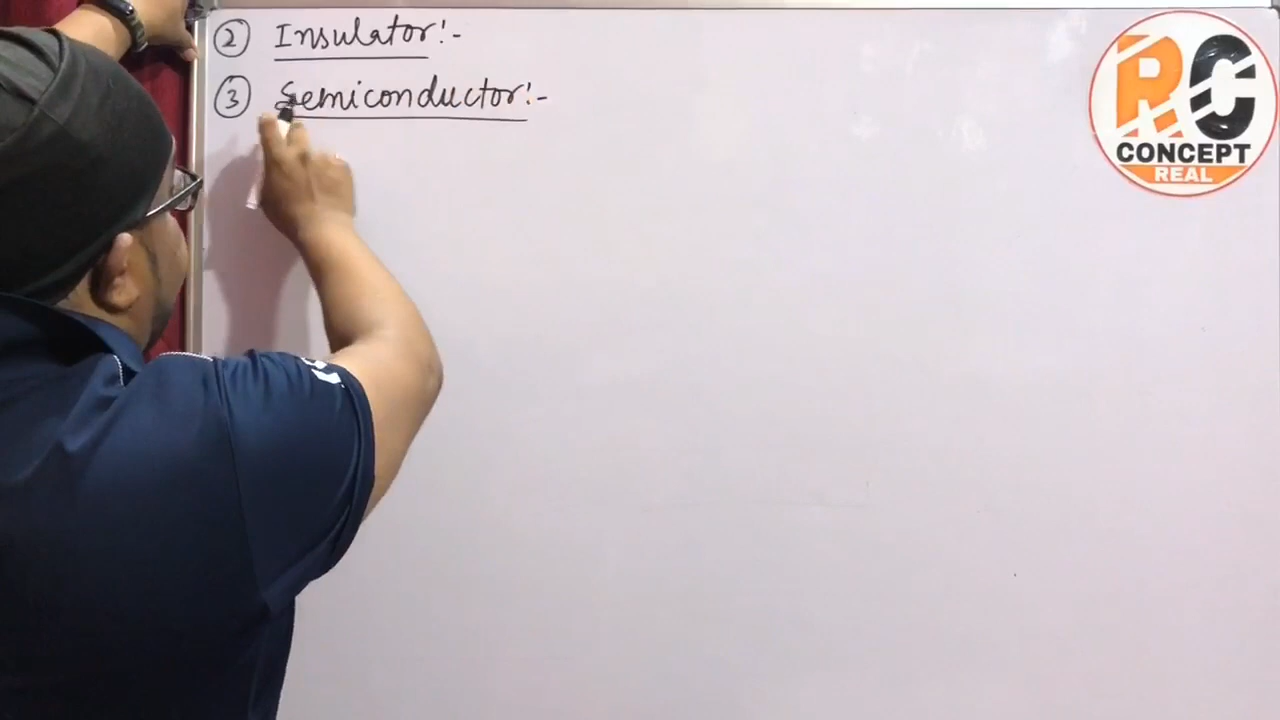 ② Insulator:-
③ Semiconductor:-
RC
CONCEPT
REAL